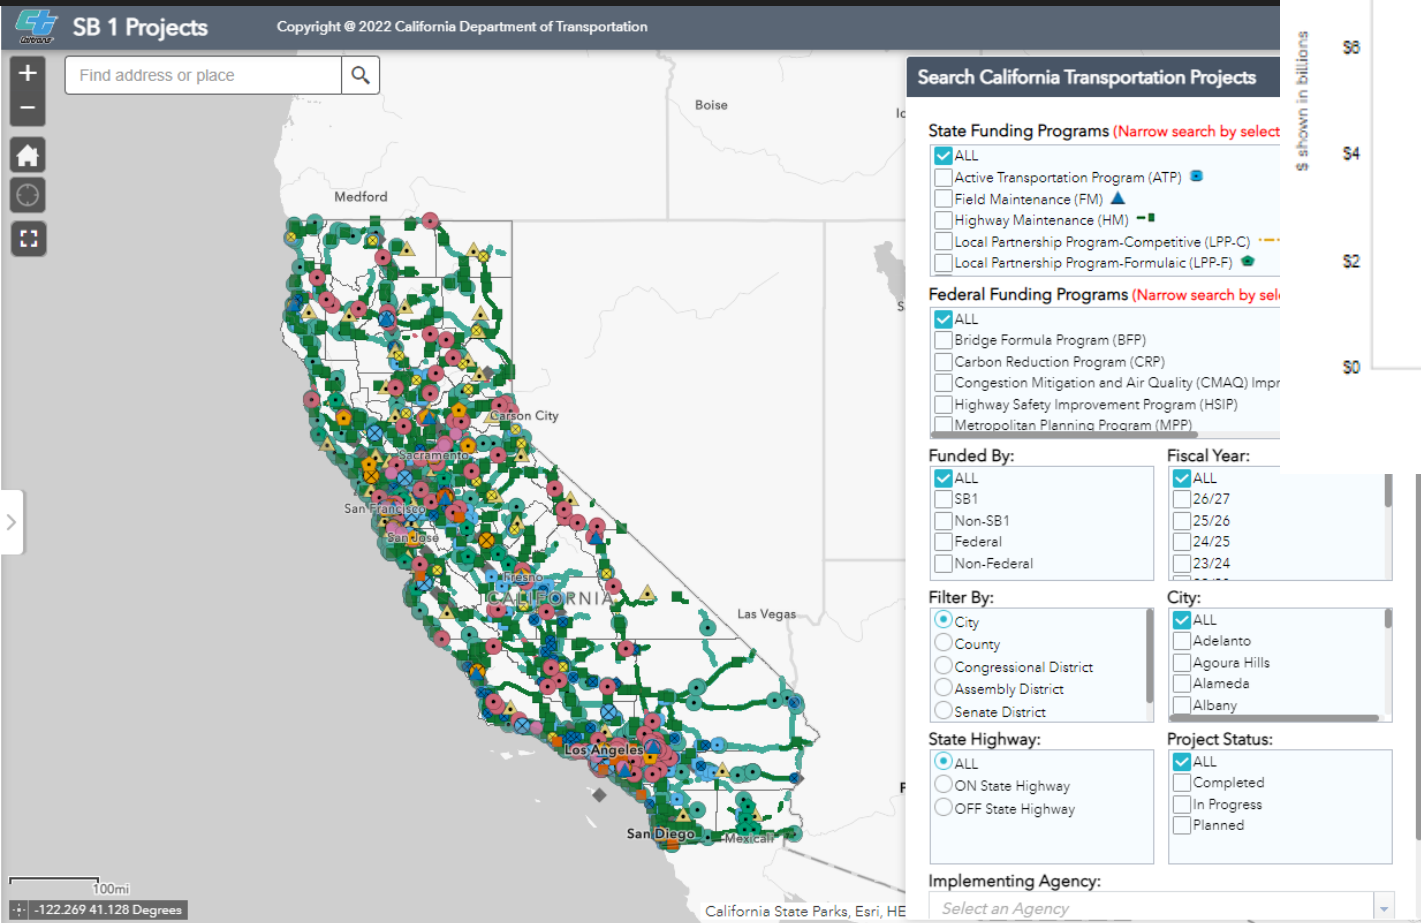 SB 1 Projects
Copyright @ 2022 California Department of Transportation
Find address or place
Search California Transportation Projects
State Funding Programs (Narrow search by select
ALL
Active Transportation Program (ATP)
Field Maintenance (FM)
Highway Maintenance (HM)
Local Partnership Program-Competitive (LPP-C)
Local Partnership Program-Formulaic (LPP-F)
Federal Funding Programs (Narrow search by sel
ALL
Bridge Formula Program (BFP)
Carbon Reduction Program (CRP)
Congestion Mitigation and Air Quality (CMAQ) Impr
Highway Safety Improvement Program (HSIP)
Metropolitan Planning Program (MPP)
Funded By:
ALL
SB1
Non-SB1
Federal
Non-Federal
Fiscal Year:
ALL
26/27
25/26
24/25
23/24
Filter By:
City
County
Congressional District
Assembly District
Senate District
City:
ALL
Adelanto
Agoura Hills
Alameda
Albany
State Highway:
ALL
ON State Highway
OFF State Highway
Project Status:
ALL
Completed
In Progress
Planned
Implementing Agency:
Select an Agency
$ shown in billions
$6
$4
$2
$0
Boise
Medford
Carson City
Sacramento
San Francisco
San Jose
Fresno
CALIFORNIA
Las Vegas
Los Angeles
San Diego
Mexicali
100mi
-122.269 41.128 Degrees
California State Parks, Esri, HE